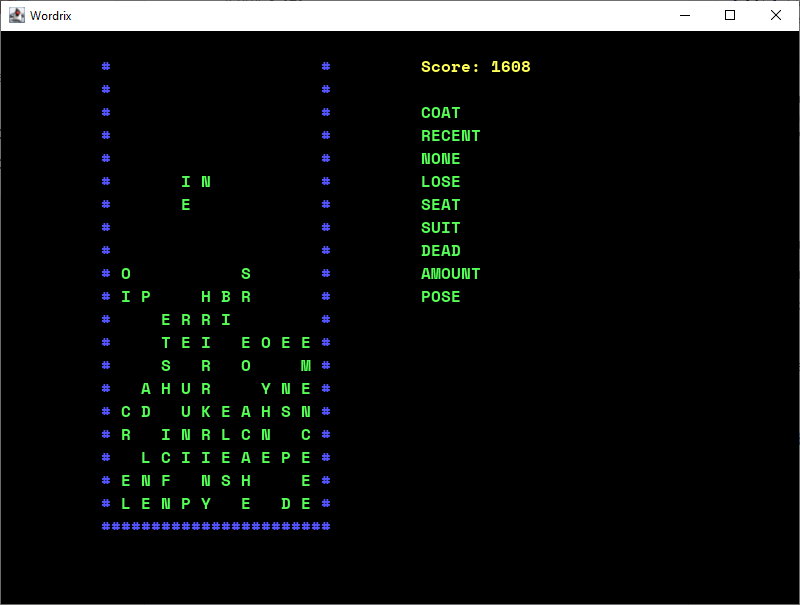 Wordrix
# # Score: 1608
# #
# # COAT
# # RECENT
# # NONE
# I N # LOSE
# E # SEAT
# # SUIT
# # DEAD
# O S # AMOUNT
# I P H B R # POSE
# E R R I #
# T E I E O E E #
# S R O M #
# A H U R Y N E #
# C D U K E A H S N #
# R I N R L C N C #
# L C I I E A E P E #
# E N F N S H E #
# L E N P Y E D E #
#######################